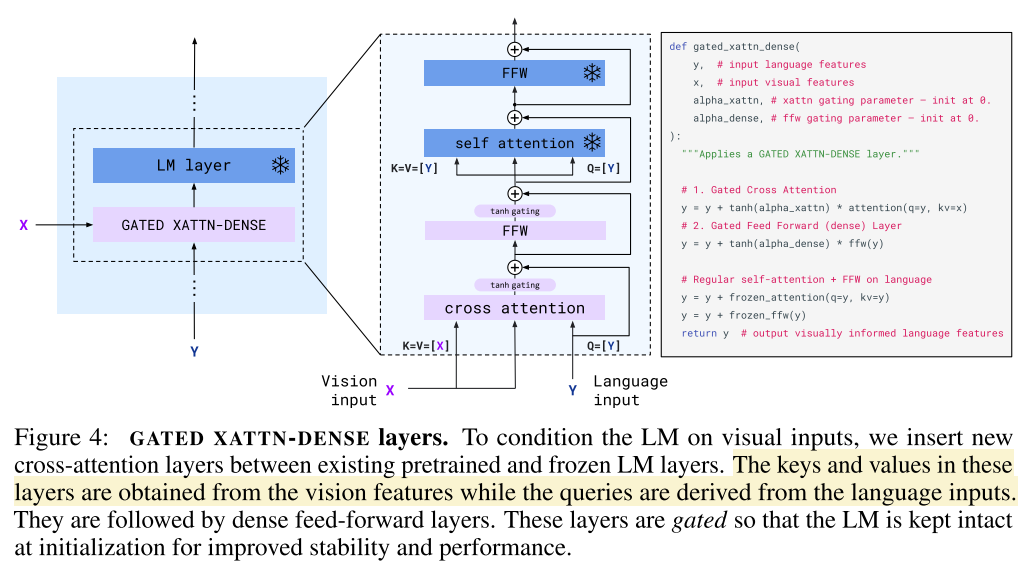 LM layer
X
GATED XATTN-DENSE
Y
FFW
self attention
K=V=[Y]
Q=[Y]
tanh gating
FFW
tanh gating
cross attention
K=V=[X]
Q=[Y]
Vision input
X
Y
Language input
def gated_xattn_dense(
y, # input language features
x, # input visual features
alpha_xattn, # xattn gating parameter – init at 0.
alpha_dense, # ffw gating parameter – init at 0.
):
"""Applies a GATED XATTN-DENSE layer."""
# 1. Gated Cross Attention
y = y + tanh(alpha_xattn) * attention(q=y, kv=x)
# 2. Gated Feed Forward (dense) Layer
y = y + tanh(alpha_dense) * ffw(y)
# Regular self-attention + FFW on language
y = y + frozen_attention(q=y, kv=y)
y = y + frozen_ffw(y)
return y # output visually informed language features
Figure 4: GATED XATTN-DENSE layers. To condition the LM on visual inputs, we insert new
cross-attention layers between existing pretrained and frozen LM layers. The keys and values in these
layers are obtained from the vision features while the queries are derived from the language inputs.
They are followed by dense feed-forward layers. These layers are gated so that the LM is kept intact
at initialization for improved stability and performance.